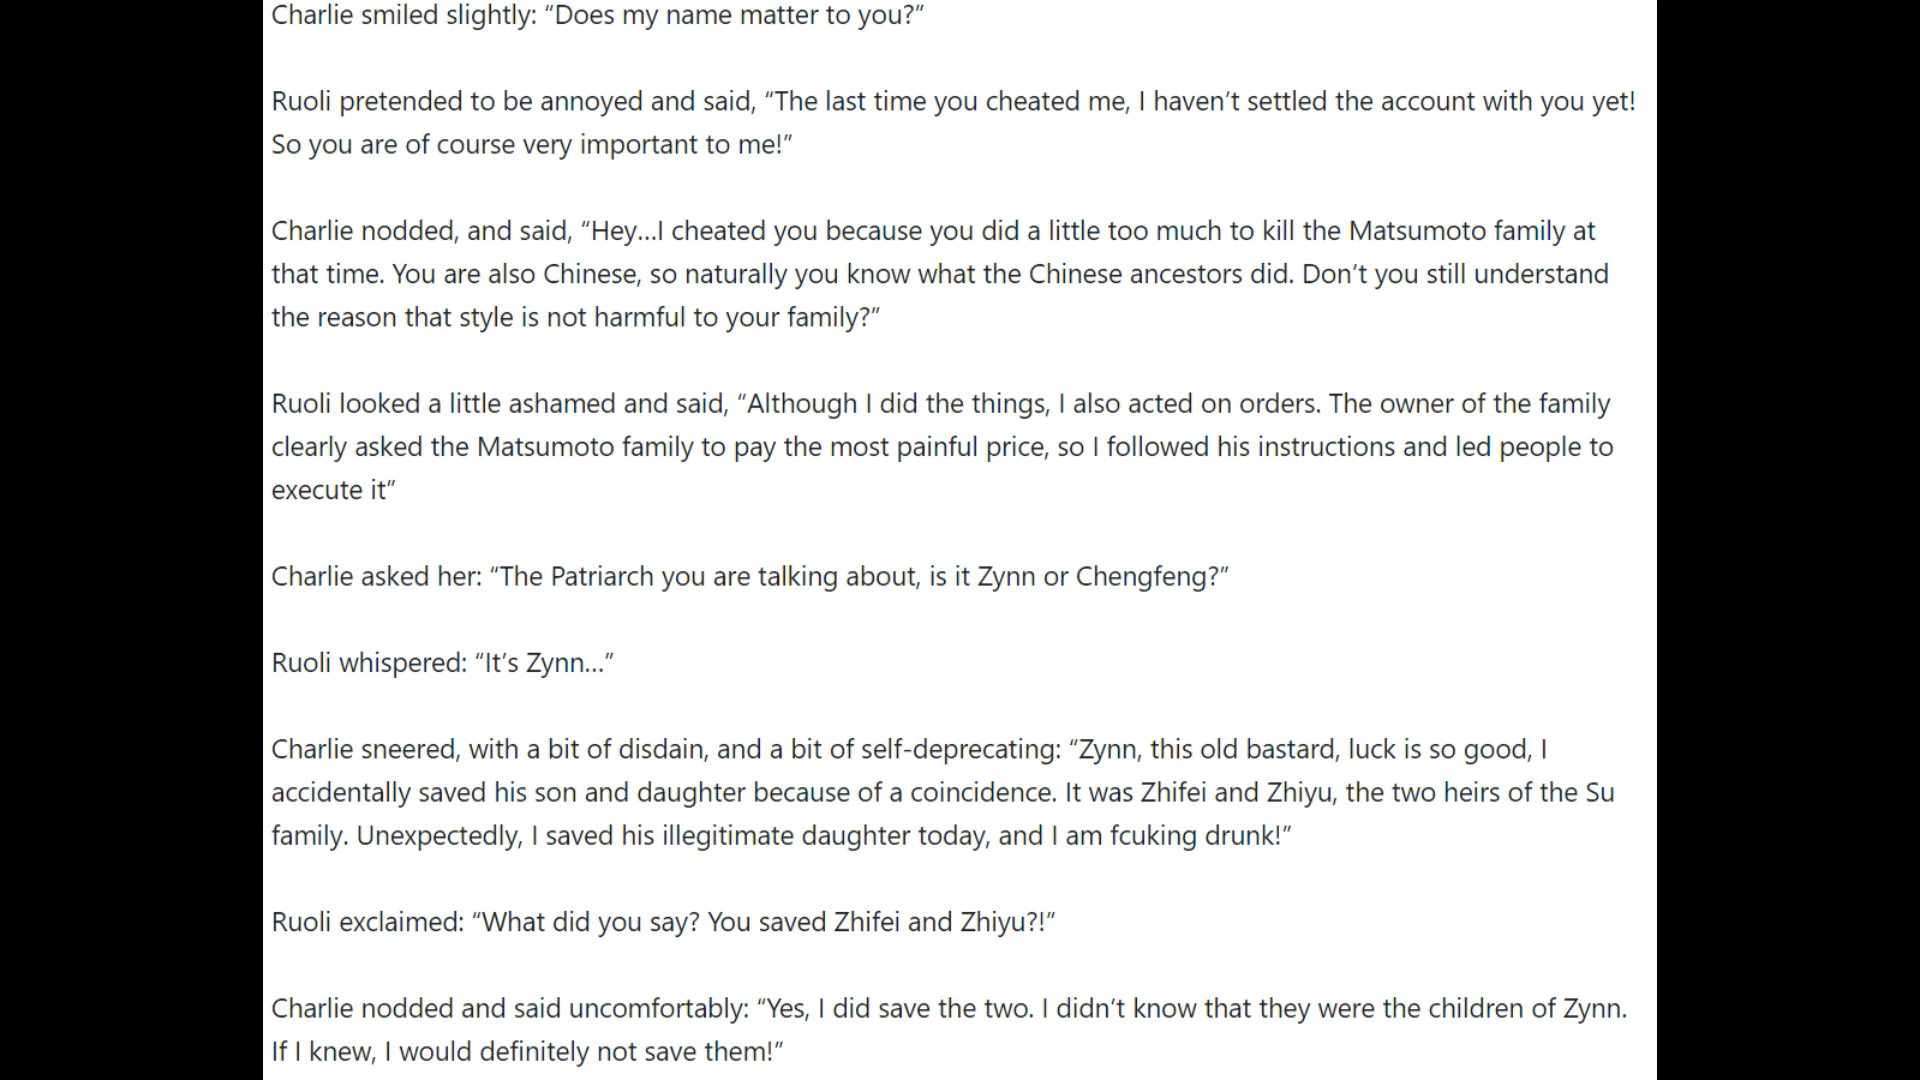 Charlie smiled slightly: “Does my name matter to you?”
Ruoli pretended to be annoyed and said, “The last time you cheated me, I haven’t settled the account with you yet!
So you are of course very important to me!”
Charlie nodded, and said, “Hey…I cheated you because you did a little too much to kill the Matsumoto family at
that time. You are also Chinese, so naturally you know what the Chinese ancestors did. Don’t you still understand
the reason that style is not harmful to your family?”
Ruoli looked a little ashamed and said, “Although I did the things, I also acted on orders. The owner of the family
clearly asked the Matsumoto family to pay the most painful price, so I followed his instructions and led people to
execute it”
Charlie asked her: “The Patriarch you are talking about, is it Zynn or Chengfeng?”
Ruoli whispered: “It’s Zynn…”
Charlie sneered, with a bit of disdain, and a bit of self-deprecating: “Zynn, this old bastard, luck is so good, I
accidentally saved his son and daughter because of a coincidence. It was Zhifei and Zhiyu, the two heirs of the Su
family. Unexpectedly, I saved his illegitimate daughter today, and I am fcuking drunk!”
Ruoli exclaimed: “What did you say? You saved Zhifei and Zhiyu?!”
Charlie nodded and said uncomfortably: “Yes, I did save the two. I didn’t know that they were the children of Zynn.
If I knew, I would definitely not save them!”